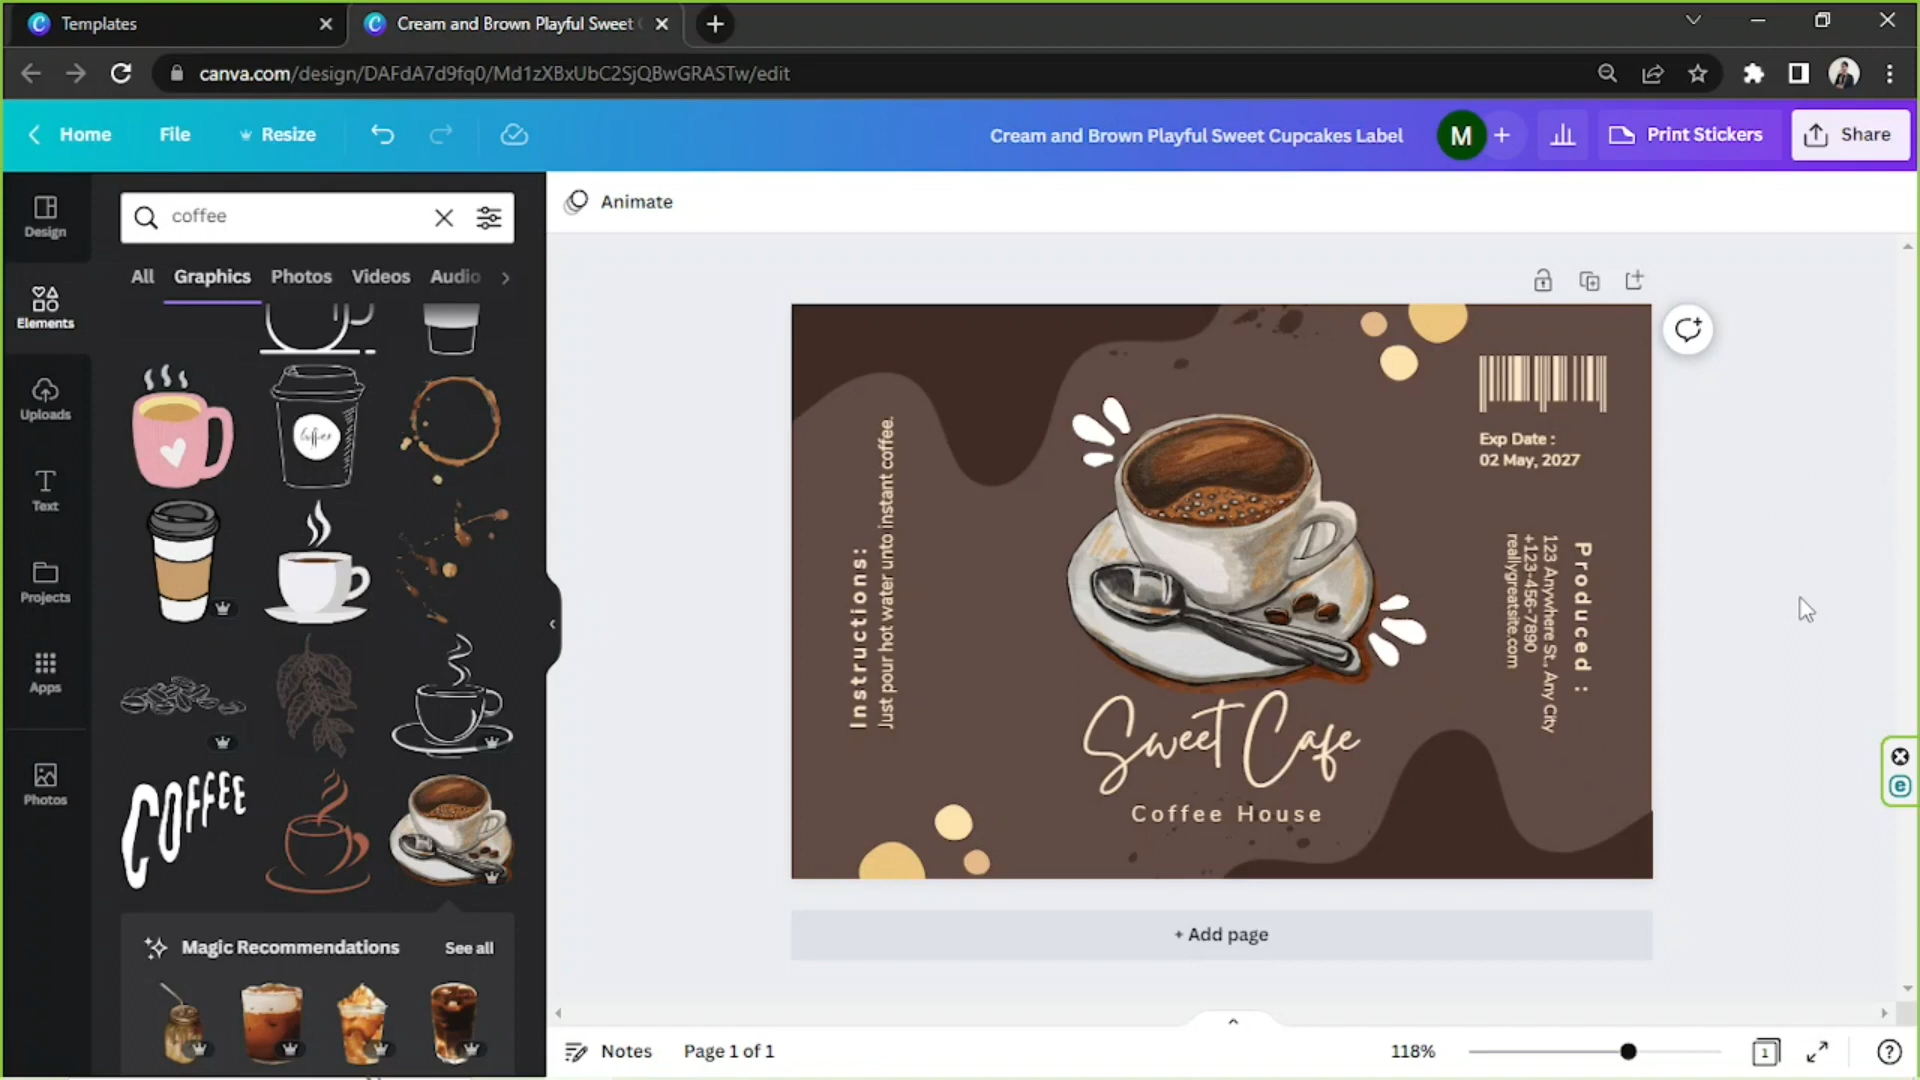 Templates
Cream and Brown Playful Sweet
canva.com/design/DAFdA7d9fq0/Md1zXBxUbC2SjQBwGRASTw/edit
Home
File
Resize
Cream and Brown Playful Sweet Cupcakes Label
M
Print Stickers
Share
Design
Elements
Uploads
Text
Projects
Apps
Photos
coffee
All
Graphics
Photos
Videos
Audio
Coffee
COFFEE
Magic Recommendations
See all
Animate
Instructions:
Just pour hot water unto instant coffee.
Sweet Cafe
Coffee House
Exp Date :
02 May, 2027
Produced :
123 Anywhere St., Any City
+123-456-7890
reallygreatsite.com
+ Add page
Notes
Page 1 of 1
118%
1